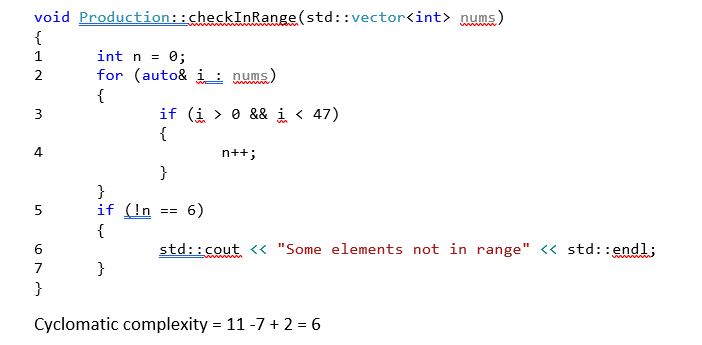 void Production::checkInRange(std::vector<int> nums)
{
1 int n = 0;
2 for (auto& i : nums)
{
3 if (i > 0 && i < 47)
{
4 n++;
}
}
5 if (!n == 6)
{
6 std::cout << "Some elements not in range" << std::endl;
7 }
}
Cyclomatic complexity = 11 -7 + 2 = 6